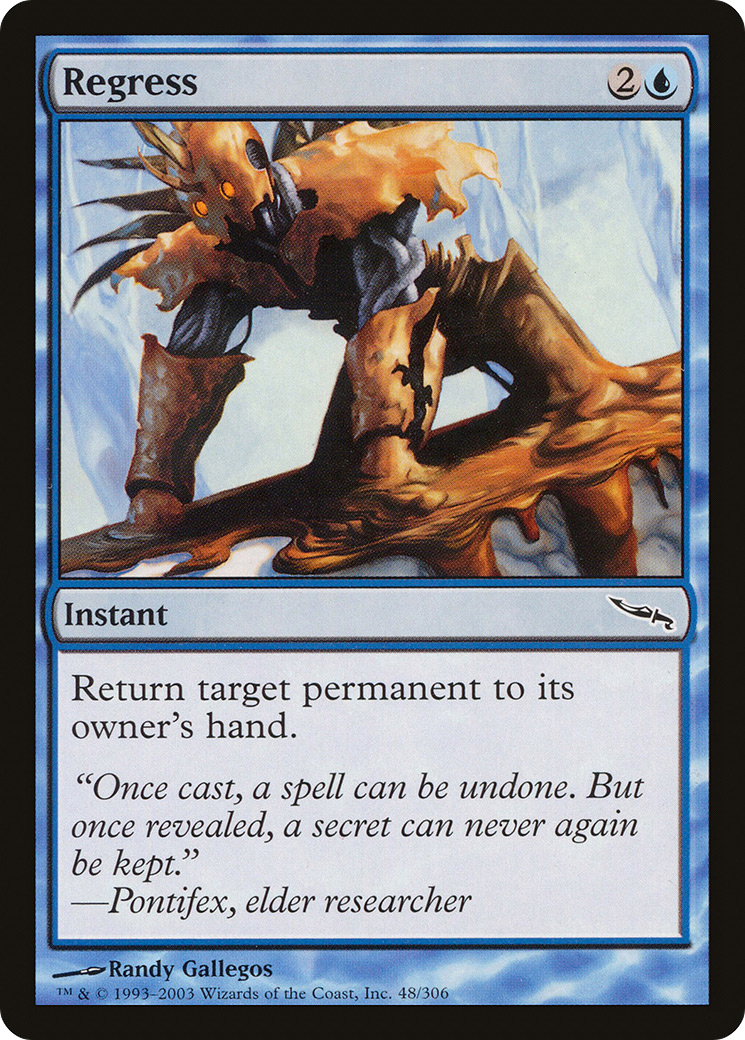 Regress
2
Instant
Return target permanent to its
owner's hand.
“Once cast, a spell can be undone. But
once revealed, a secret can never again
be kept.”
—Pontifex, elder researcher
Randy Gallegos
™ & © 1993–2003 Wizards of the Coast, Inc. 48/306